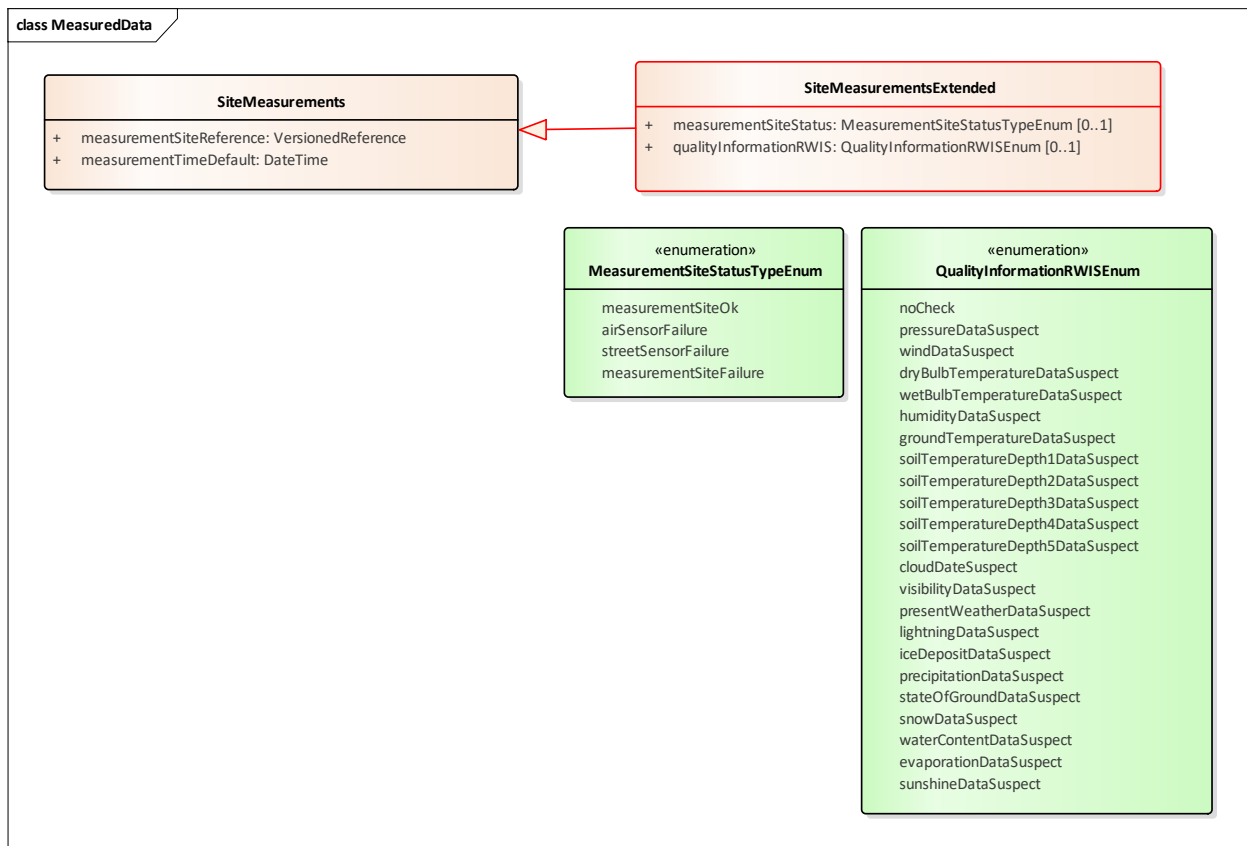 class MeasuredData
SiteMeasurements
+ measurementSiteReference: VersionedReference
+ measurementTimeDefault: DateTime
SiteMeasurementsExtended
+ measurementSiteStatus: MeasurementSiteStatusTypeEnum [0..1]
+ qualityInformationRWIS: QualityInformationRWISEnum [0..1]
«enumeration»
MeasurementSiteStatusTypeEnum
measurementSiteOk
airSensorFailure
streetSensorFailure
measurementSiteFailure
«enumeration»
QualityInformationRWISEnum
noCheck
pressureDataSuspect
windDataSuspect
dryBulbTemperatureDataSuspect
wetBulbTemperatureDataSuspect
humidityDataSuspect
groundTemperatureDataSuspect
soilTemperatureDepth1DataSuspect
soilTemperatureDepth2DataSuspect
soilTemperatureDepth3DataSuspect
soilTemperatureDepth4DataSuspect
soilTemperatureDepth5DataSuspect
cloudDateSuspect
visibilityDataSuspect
presentWeatherDataSuspect
lightningDataSuspect
iceDepositDataSuspect
precipitationDataSuspect
stateOfGroundDataSuspect
snowDataSuspect
waterContentDataSuspect
evaporationDataSuspect
sunshineDataSuspect